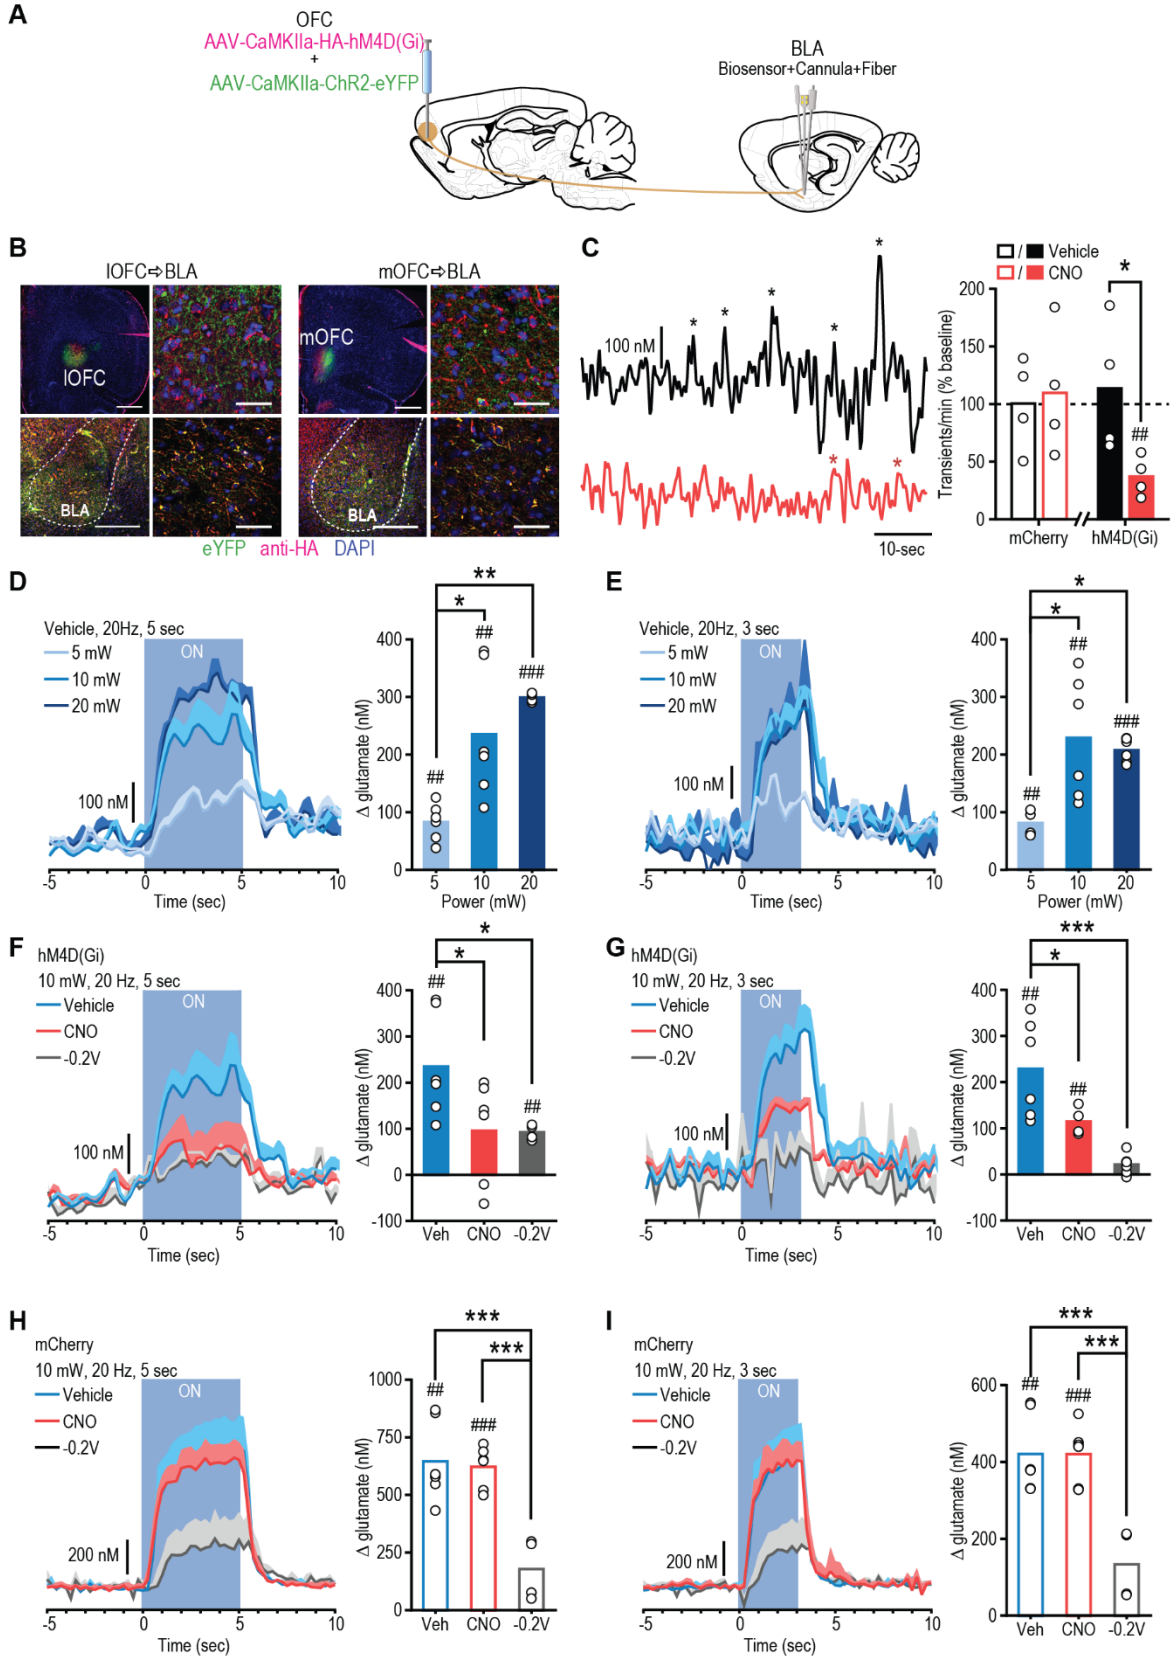 A
OFC
AAV-CaMKIIa-HA-hM4D(Gi)
+
AAV-CaMKIIa-ChR2-eYFP
BLA
Biosensor+Cannula+Fiber
B
lOFC⇨BLA
mOFC⇨BLA
lOFC
mOFC
BLA
BLA
eYFP anti-HA DAPI
C
100 nM
* * * * *
* *
10-sec
/ Vehicle
/ CNO
*
##
Transients/min (% baseline)
200
150
100
50
0
mCherry hM4D(Gi)
D
Vehicle, 20Hz, 5 sec
5 mW
10 mW
20 mW
ON
100 nM
-5 0 5 10
Time (sec)
**
*
## ## ###
Δ glutamate (nM)
400
300
200
100
0
5 10 20
Power (mW)
E
Vehicle, 20Hz, 3 sec
5 mW
10 mW
20 mW
ON
100 nM
-5 0 5 10
Time (sec)
*
*
## ## ###
Δ glutamate (nM)
400
300
200
100
0
5 10 20
Power (mW)
F
hM4D(Gi)
10 mW, 20 Hz, 5 sec
Vehicle
CNO
-0.2V
ON
100 nM
-5 0 5 10
Time (sec)
*
*
## ##
Δ glutamate (nM)
400
300
200
100
0
-100
Veh CNO -0.2V
G
hM4D(Gi)
10 mW, 20 Hz, 3 sec
Vehicle
CNO
-0.2V
ON
100 nM
-5 0 5 10
Time (sec)
***
*
## ##
Δ glutamate (nM)
400
300
200
100
0
-100
Veh CNO -0.2V
H
mCherry
10 mW, 20 Hz, 5 sec
Vehicle
CNO
-0.2V
ON
200 nM
-5 0 5 10
Time (sec)
***
***
## ###
Δ glutamate (nM)
1000
750
500
250
0
Veh CNO -0.2V
I
mCherry
10 mW, 20 Hz, 3 sec
Vehicle
CNO
-0.2V
ON
200 nM
-5 0 5 10
Time (sec)
***
***
## ###
Δ glutamate (nM)
600
400
200
0
Veh CNO -0.2V